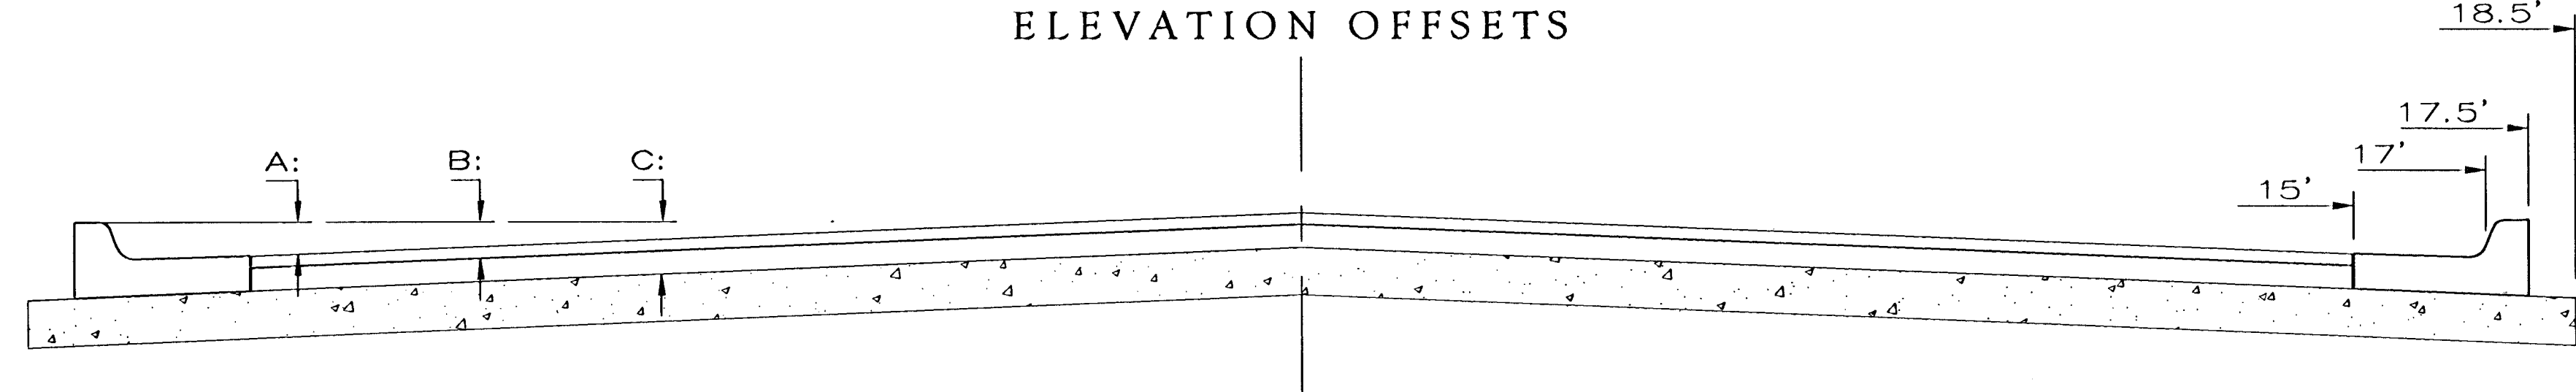 ELEVATION OFFSETS
18.5'
17.5'
17'
15'
A:
B:
C: